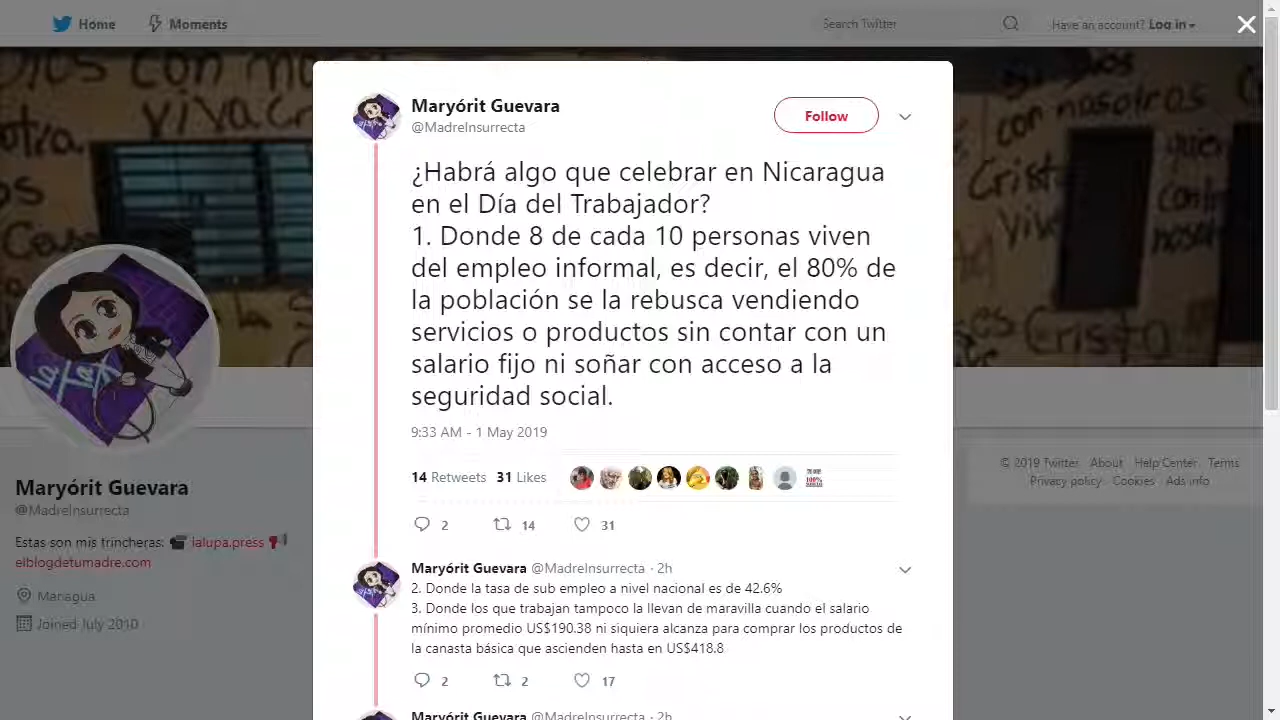 Home
Moments
Search Twitter
Have an account? Log in
Maryórit Guevara
@MadreInsurrecta
Follow
¿Habrá algo que celebrar en Nicaragua
en el Día del Trabajador?
1. Donde 8 de cada 10 personas viven
del empleo informal, es decir, el 80% de
la población se la rebusca vendiendo
servicios o productos sin contar con un
salario fijo ni soñar con acceso a la
seguridad social.
9:33 AM - 1 May 2019
14 Retweets 31 Likes
2 14 31
Maryórit Guevara @MadreInsurrecta · 2h
2. Donde la tasa de sub empleo a nivel nacional es de 42.6%
3. Donde los que trabajan tampoco la llevan de maravilla cuando el salario
mínimo promedio US$190.38 ni siquiera alcanza para comprar los productos de
la canasta básica que ascienden hasta en US$418.8
2 2 17
Maryórit Guevara @MadreInsurrecta · 2h
Maryórit Guevara
@MadreInsurrecta
Estas son mis trincheras: lalupa.press
elblogdetumadre.com
Managua
Joined July 2010
© 2019 Twitter About Help Center Terms
Privacy policy Cookies Ads info
con nosotros
Cristo
Vive
Cristo